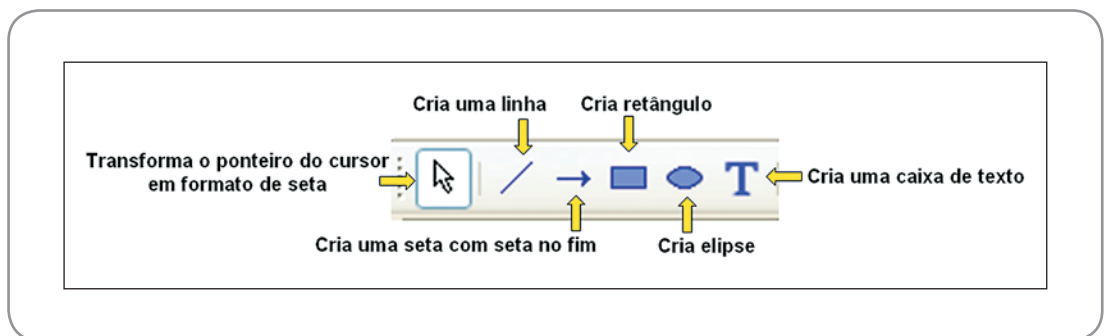 Cria uma linha
Cria retângulo
Transforma o ponteiro do cursor
em formato de seta
T
Cria uma caixa de texto
Cria uma seta com seta no fim
Cria elipse